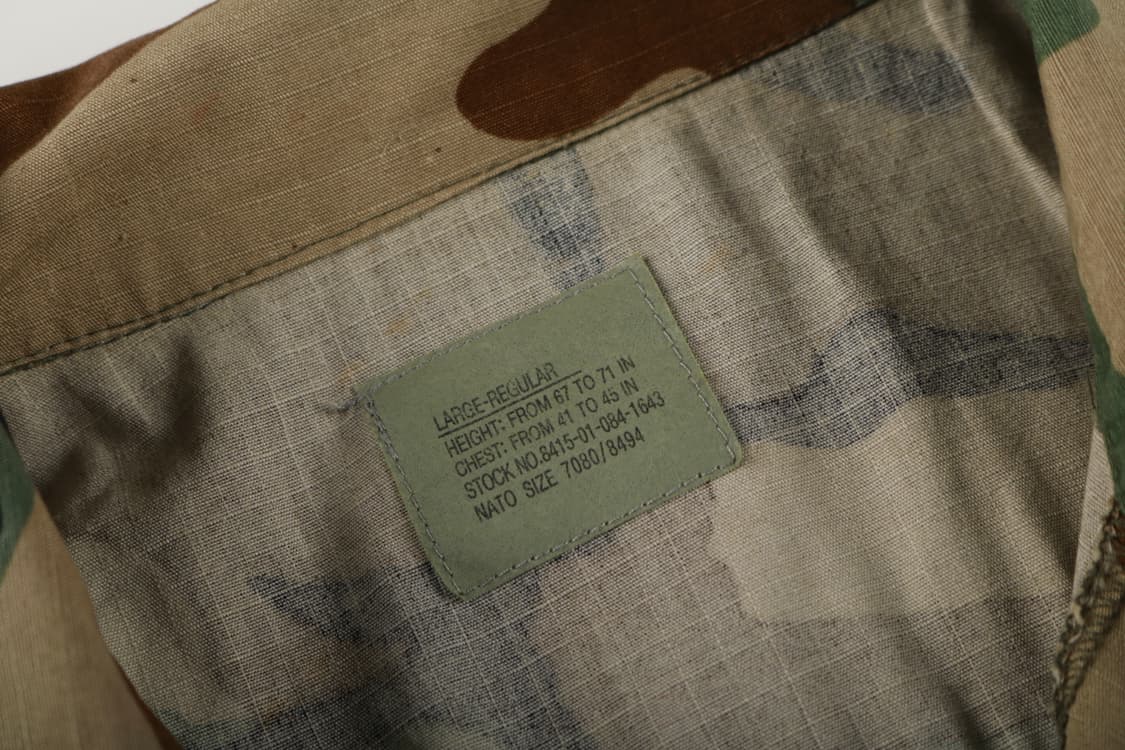 LARGE-REGULAR
HEIGHT: FROM 67 TO 71 IN
CHEST: FROM 41 TO 45 IN
STOCK NO.8415-01-084-1643
NATO SIZE 7080/8494